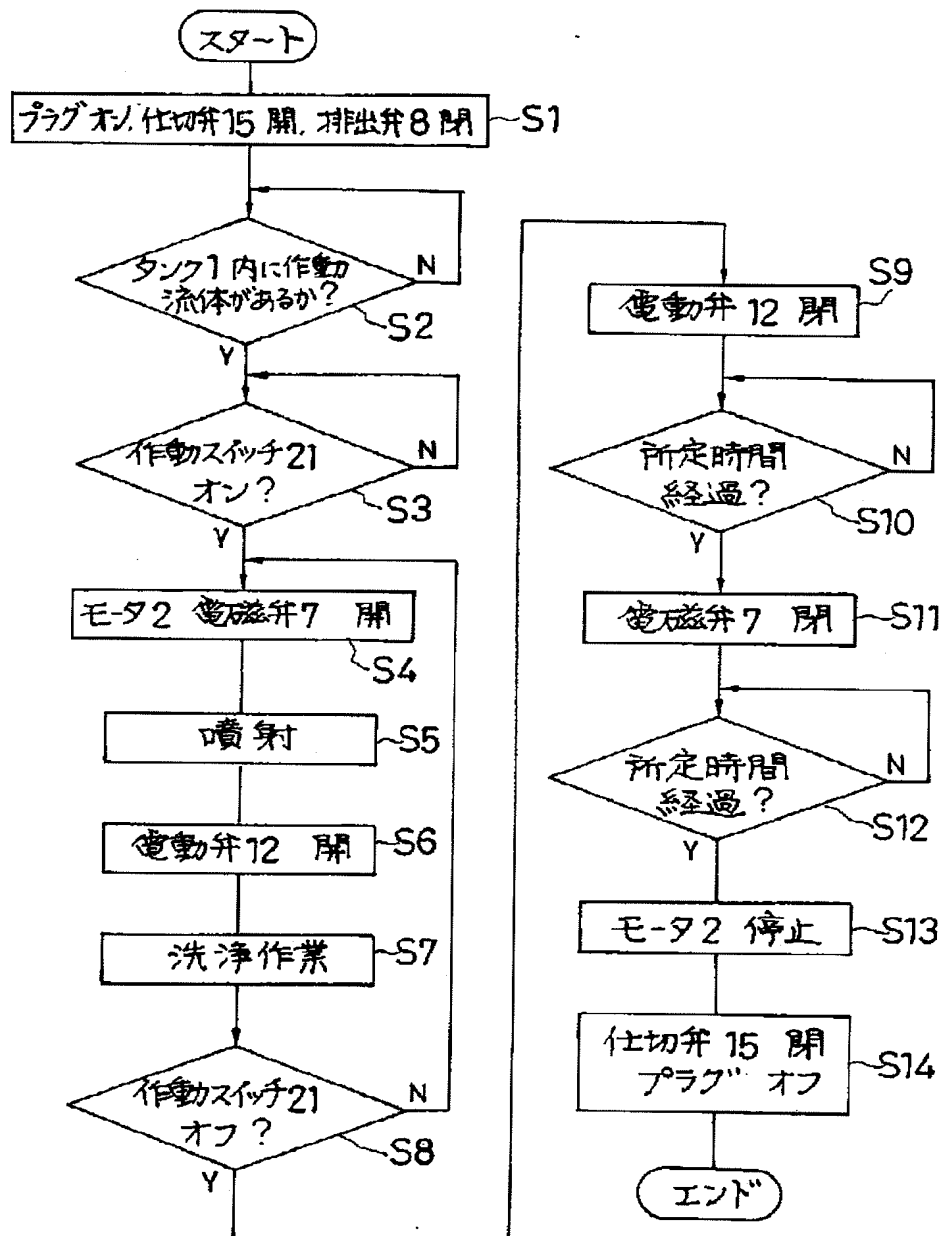 スタート
プラグオン、仕切弁15 開、排出弁8閉
S1
タンク1内に作動
流体があるか?
N
S2
Y
作動スイッチ21
オン?
N
S3
Y
モータ2 電磁弁7 開
S4
噴射
S5
電動弁12 開
S6
洗浄作業
S7
作動スイッチ21
オフ?
N
S8
Y
S9
電動弁 12 閉
所定時間
経過?
N
S10
Y
電磁弁7 閉
S11
所定時間
経過?
N
S12
Y
モータ2 停止
S13
仕切弁 15 閉
プラグ オフ
S14
エンド